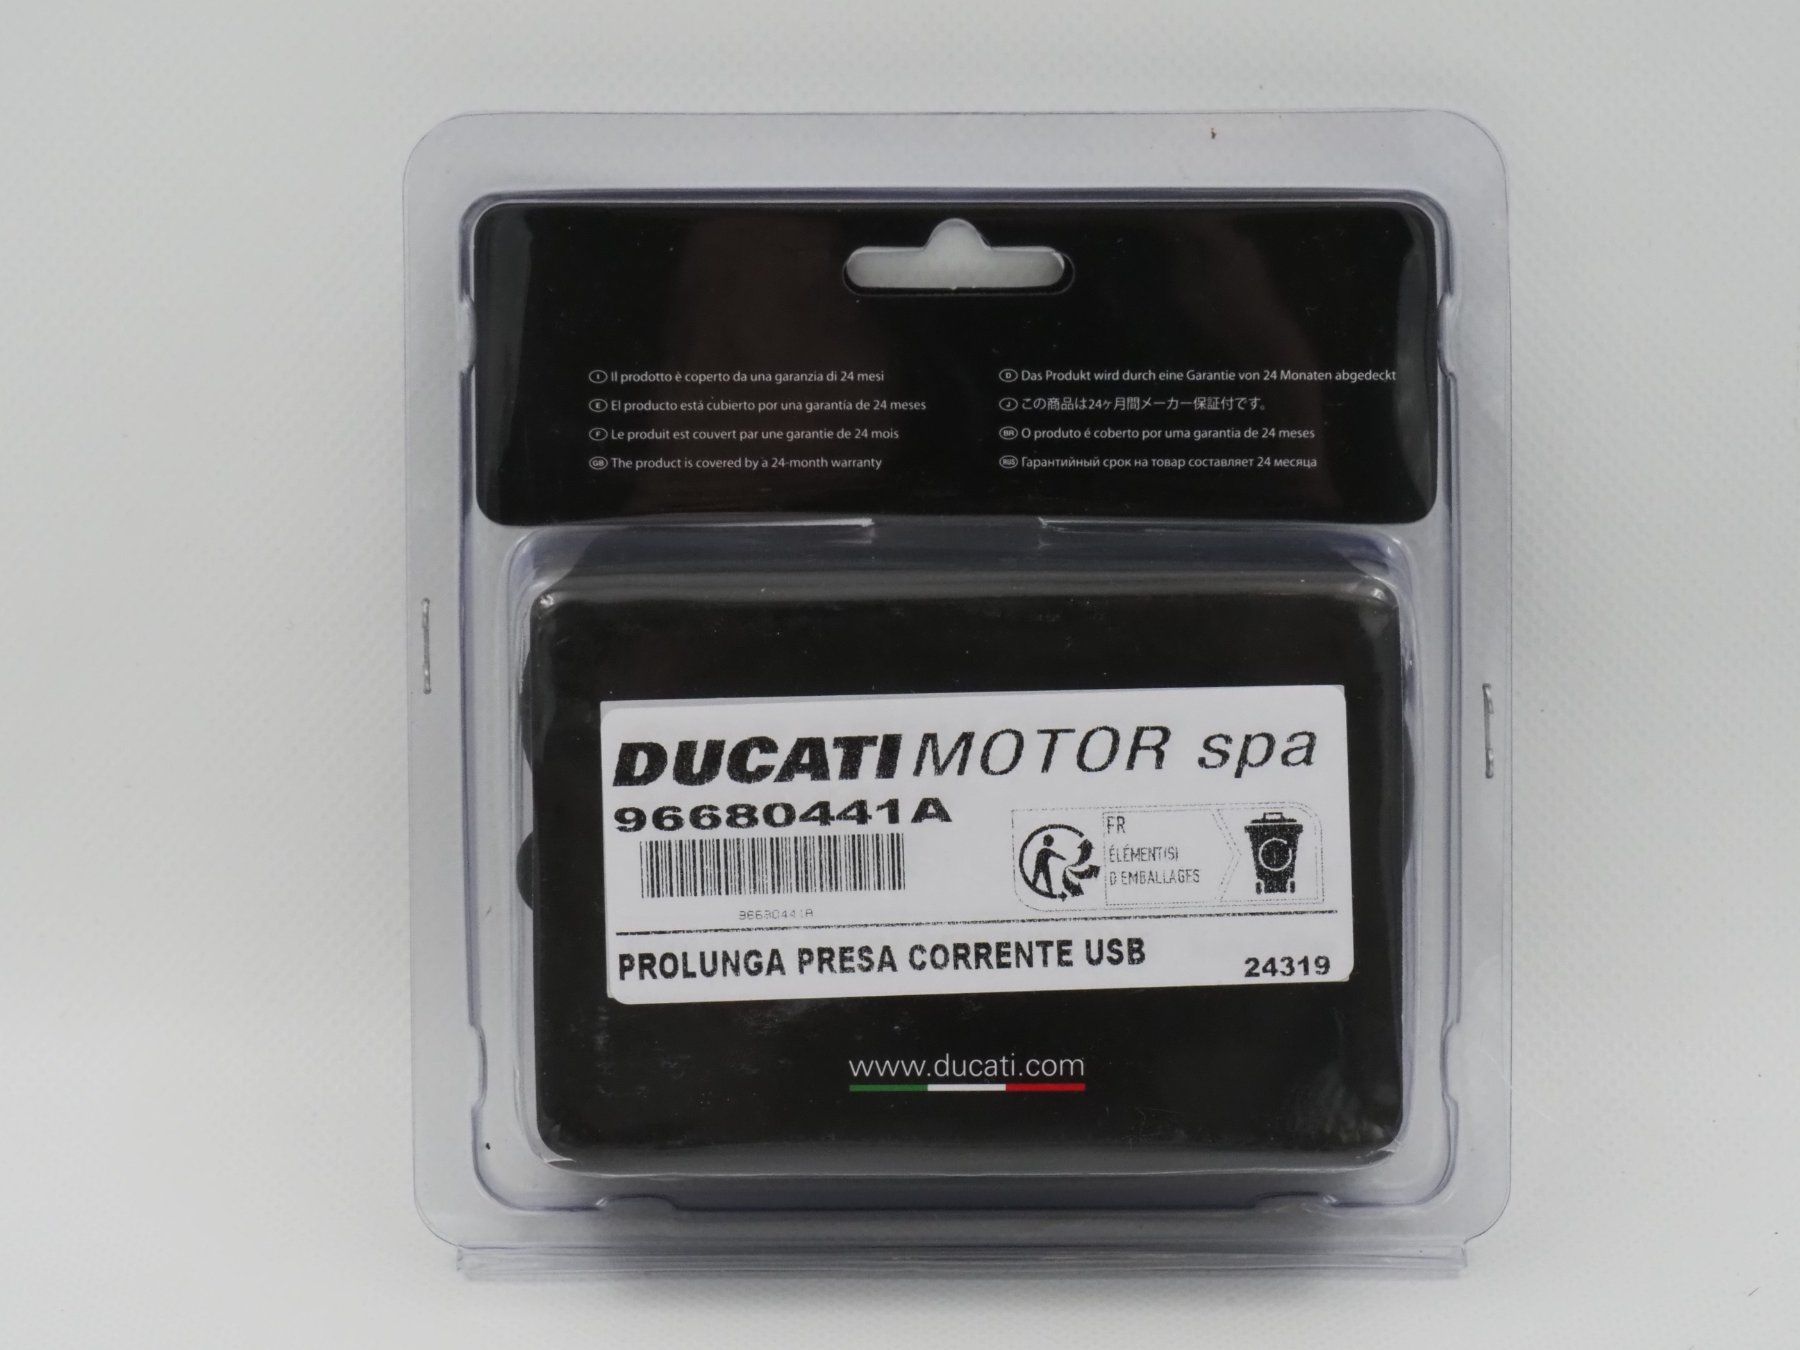 I Il prodotto è coperto da una garanzia di 24 mesi
E El producto está cubierto por una garantía de 24 meses
F Le produit est couvert par une garantie de 24 mois
GB The product is covered by a 24-month warranty
D Das Produkt wird durch eine Garantie von 24 Monaten abgedeckt
J この商品は24ヶ月間メーカー保証付です。
BR O produto é coberto por uma garantia de 24 meses
RUS Гарантийный срок на товар составляет 24 месяца
DUCATI MOTOR spa
96680441A
FR
ÉLÉMENT(S)
D'EMBALLAGES
96680441A
PROLUNGA PRESA CORRENTE USB
24319
www.ducati.com